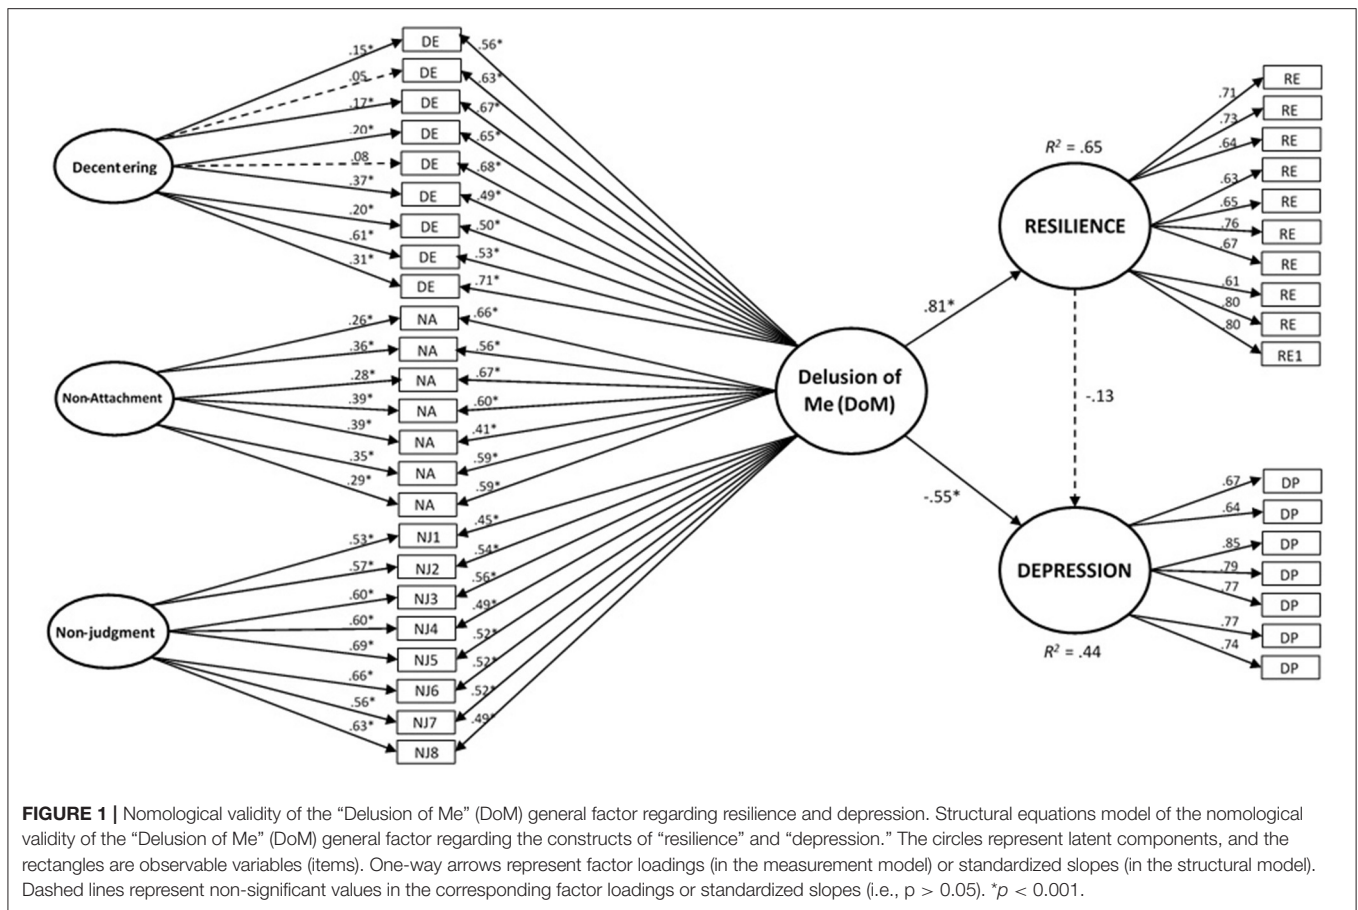 .15* DE .56*
.05 DE .63*
.17* DE .67*
.20* DE .65*
.08 DE .68*
.37* DE .49*
.20* DE .50*
.61* DE .53*
.31* DE .71*
Decentering
.26* NA .66*
.36* NA .56*
.28* NA .67*
.39* NA .60*
.39* NA .41*
.35* NA .59*
.29* NA .59*
Non-Attachment
.53* NJ1 .45*
.57* NJ2 .54*
.60* NJ3 .56*
.60* NJ4 .49*
.69* NJ5 .52*
.66* NJ6 .52*
.56* NJ7 .52*
.63* NJ8 .49*
Non-judgment
Delusion of
Me (DoM)
.81*
-.55*
-.13
R² = .65
RESILIENCE
.71 RE
.73 RE
.64 RE
.63 RE
.65 RE
.76 RE
.67 RE
.61 RE
.80 RE
.80 RE1
DEPRESSION
R² = .44
.67 DP
.64 DP
.85 DP
.79 DP
.77 DP
.77 DP
.74 DP
FIGURE 1 | Nomological validity of the “Delusion of Me” (DoM) general factor regarding resilience and depression. Structural equations model of the nomological
validity of the “Delusion of Me” (DoM) general factor regarding the constructs of “resilience” and “depression.” The circles represent latent components, and the
rectangles are observable variables (items). One-way arrows represent factor loadings (in the measurement model) or standardized slopes (in the structural model).
Dashed lines represent non-significant values in the corresponding factor loadings or standardized slopes (i.e., p > 0.05). *p < 0.001.